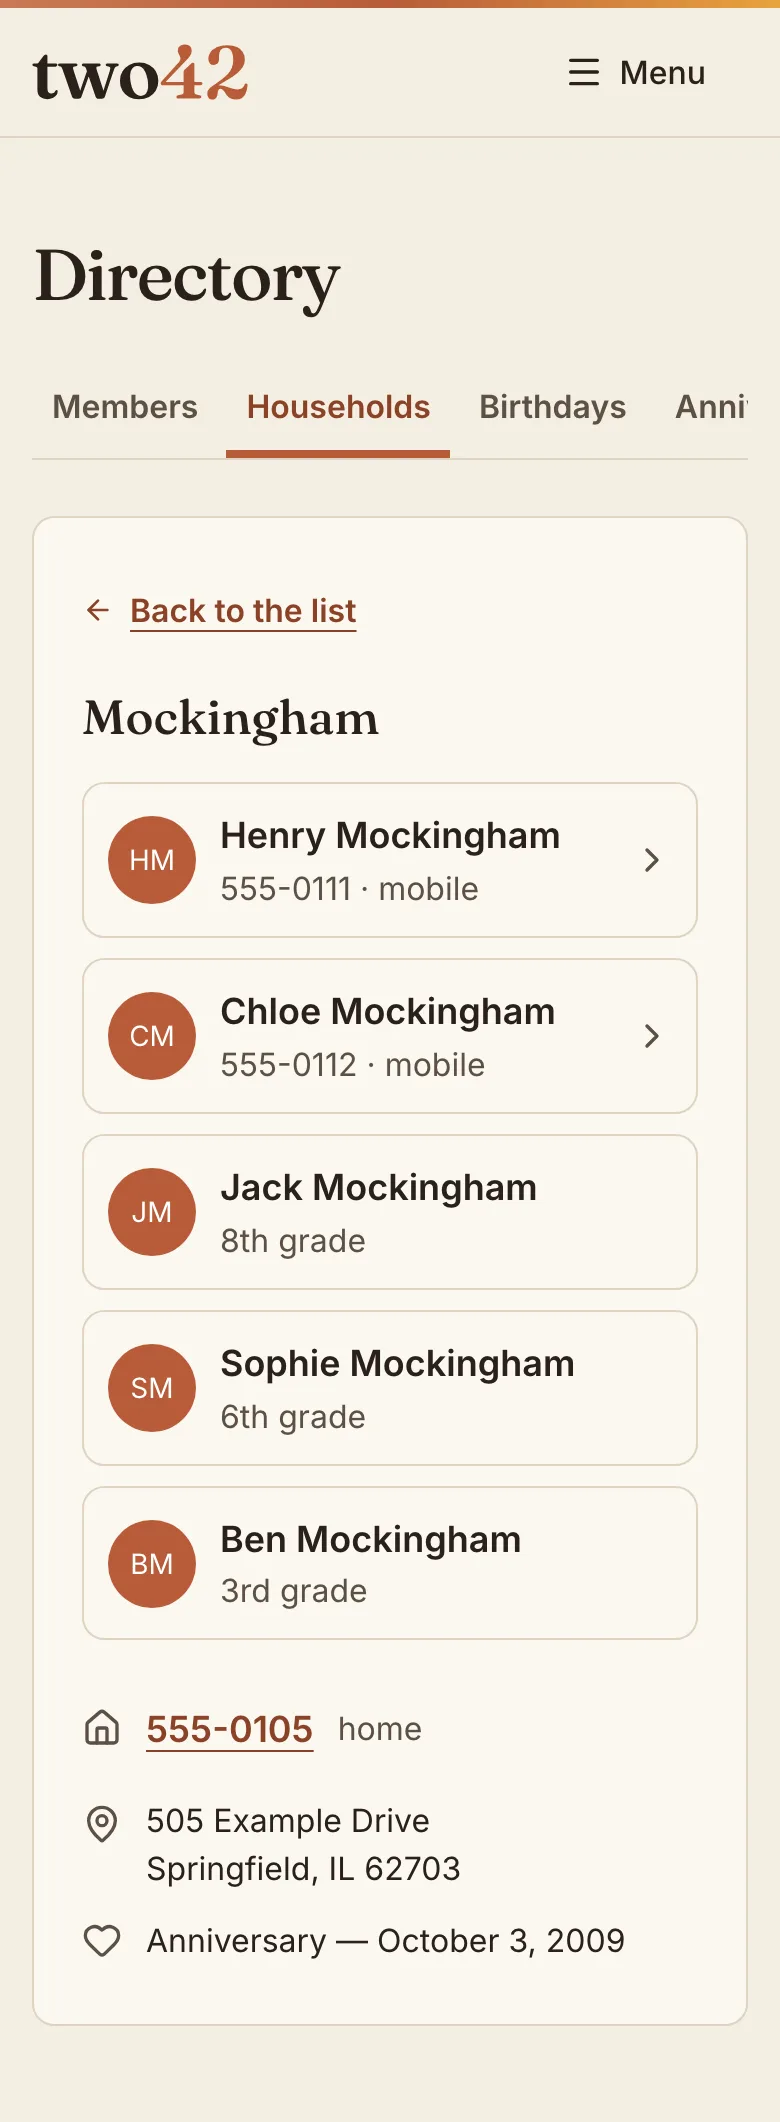 two42
Menu
Directory
Members Households Birthdays Anni
Back to the list
Mockingham
HM
Henry Mockingham
555-0111 · mobile
CM
Chloe Mockingham
555-0112 · mobile
JM
Jack Mockingham
8th grade
SM
Sophie Mockingham
6th grade
BM
Ben Mockingham
3rd grade
555-0105 home
505 Example Drive
Springfield, IL 62703
Anniversary — October 3, 2009